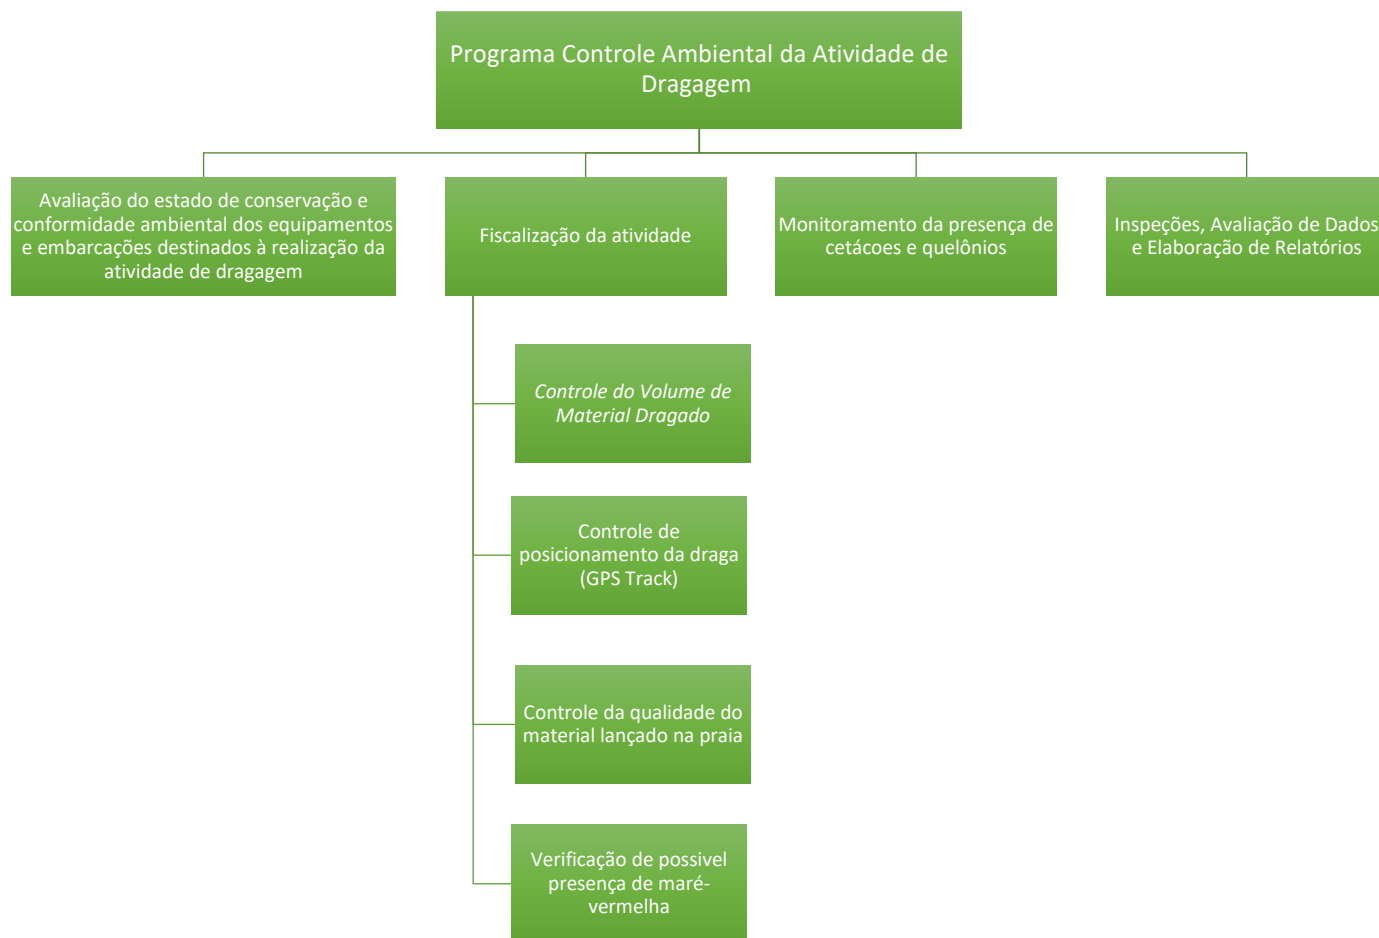 Programa Controle Ambiental da Atividade de
Dragagem
Avaliação do estado de conservação e
conformidade ambiental dos equipamentos
e embarcações destinados à realização da
atividade de dragagem
Fiscalização da atividade
Monitoramento da presença de
cetácoes e quelônios
Inspeções, Avaliação de Dados
e Elaboração de Relatórios
Controle do Volume de
Material Dragado
Controle de
posicionamento da draga
(GPS Track)
Controle da qualidade do
material lançado na praia
Verificação de possivel
presença de maré-
vermelha